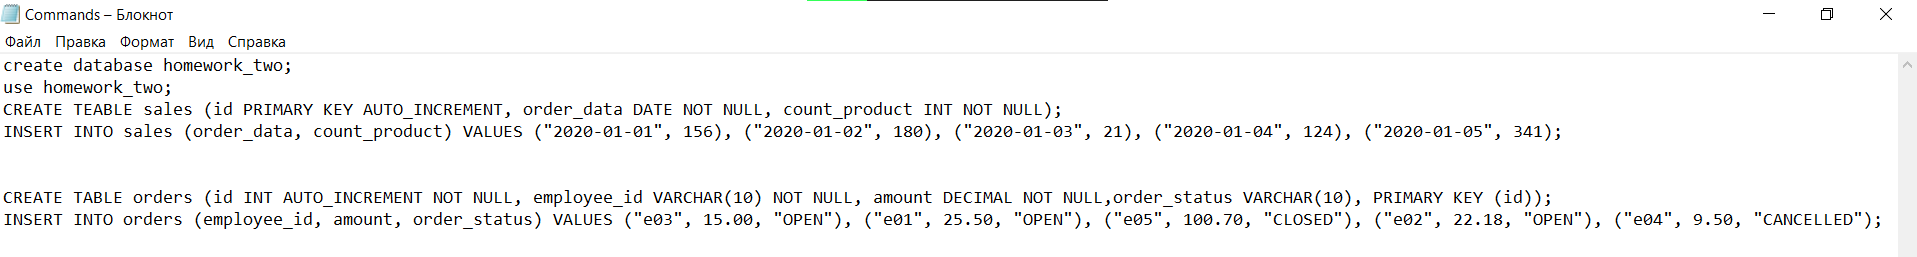 Commands – Блокнот
Файл Правка Формат Вид Справка
create database homework_two;
use homework_two;
CREATE TEABLE sales (id PRIMARY KEY AUTO_INCREMENT, order_data DATE NOT NULL, count_product INT NOT NULL);
INSERT INTO sales (order_data, count_product) VALUES ("2020-01-01", 156), ("2020-01-02", 180), ("2020-01-03", 21), ("2020-01-04", 124), ("2020-01-05", 341);
CREATE TABLE orders (id INT AUTO_INCREMENT NOT NULL, employee_id VARCHAR(10) NOT NULL, amount DECIMAL NOT NULL,order_status VARCHAR(10), PRIMARY KEY (id));
INSERT INTO orders (employee_id, amount, order_status) VALUES ("e03", 15.00, "OPEN"), ("e01", 25.50, "OPEN"), ("e05", 100.70, "CLOSED"), ("e02", 22.18, "OPEN"), ("e04", 9.50, "CANCELLED");